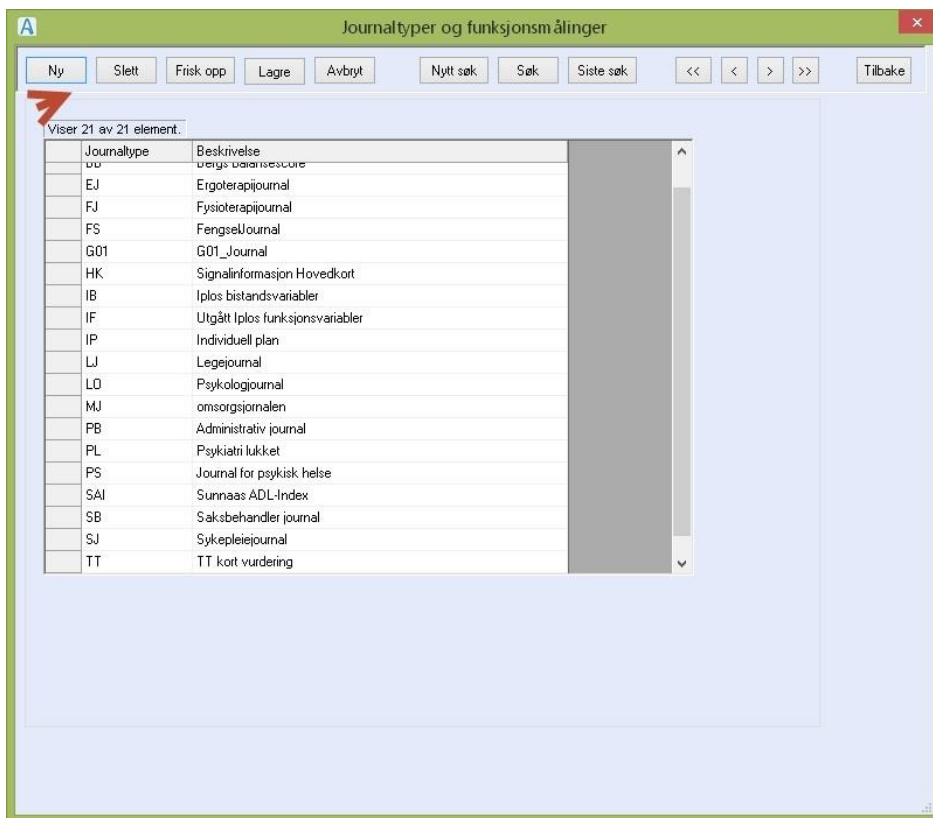 A Journaltyper og funksjonsmålinger
Ny Slett Frisk opp Lagre Avbryt Nytt søk Søk Siste søk << < > >> Tilbake
Viser 21 av 21 element.
Journaltype Beskrivelse
BB Bergs balansescore
EJ Ergoterapijournal
FJ Fysioterapijournal
FS FengselJournal
G01 G01_Journal
HK Signalinformasjon Hovedkort
IB Iplos bistandsvariabler
IF Utgått Iplos funksjonsvariabler
IP Individuell plan
LJ Legejournal
LO Psykologjournal
MJ omsorgsjornalen
PB Administrativ journal
PL Psykiatri lukket
PS Journal for psykisk helse
SAI Sunnaas ADL-Index
SB Saksbehandler journal
SJ Sykepleiejournal
TT TT kort vurdering